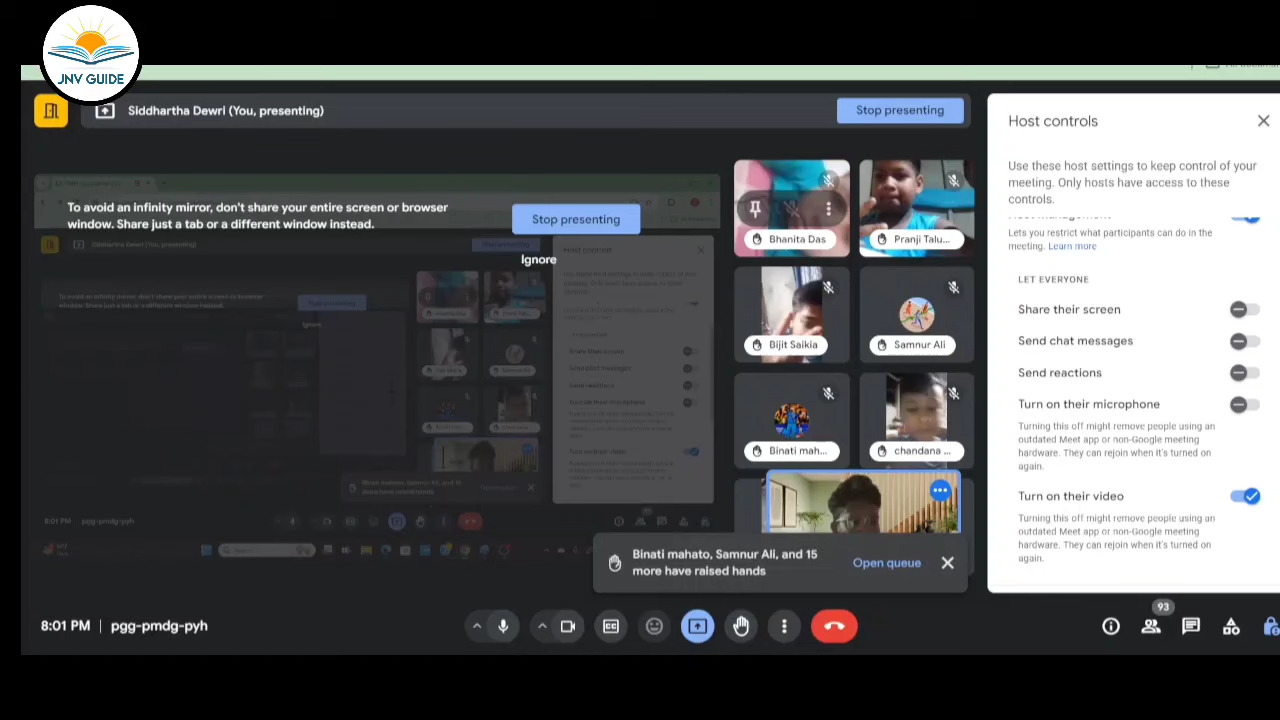 JNV GUIDE
Siddhartha Dewri (You, presenting)
Stop presenting
To avoid an infinity mirror, don't share your entire screen or browser
window. Share just a tab or a different window instead.
Stop presenting
Ignore
Bhanita Das
Pranji Talu...
Bijit Saikia
Samnur Ali
Binati mah...
chandana ...
Binati mahato, Samnur Ali, and 15
more have raised hands
Open queue
8:01 PM | pgg-pmdg-pyh
93
Host controls
Use these host settings to keep control of your
meeting. Only hosts have access to these
controls.
Host management
Lets you restrict what participants can do in the
meeting. Learn more
LET EVERYONE
Share their screen
Send chat messages
Send reactions
Turn on their microphone
Turning this off might remove people using an
outdated Meet app or non-Google meeting
hardware. They can rejoin when it's turned on
again.
Turn on their video
Turning this off might remove people using an
outdated Meet app or non-Google meeting
hardware. They can rejoin when it's turned on
again.